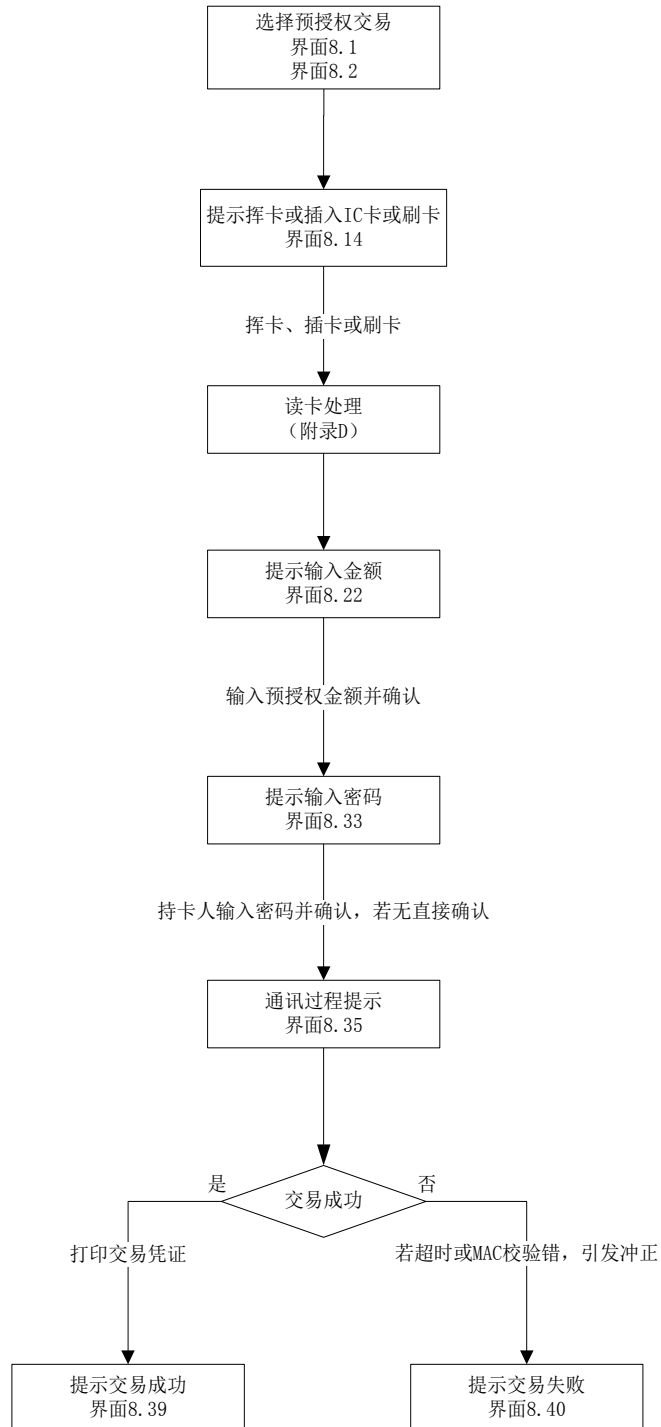 选择预授权交易
界面8.1
界面8.2
提示挥卡或插入IC卡或刷卡
界面8.14
挥卡、插卡或刷卡
读卡处理
（附录D）
提示输入金额
界面8.22
输入预授权金额并确认
提示输入密码
界面8.33
持卡人输入密码并确认，若无直接确认
通讯过程提示
界面8.35
是
交易成功
否
打印交易凭证
若超时或MAC校验错，引发冲正
提示交易成功
界面8.39
提示交易失败
界面8.40